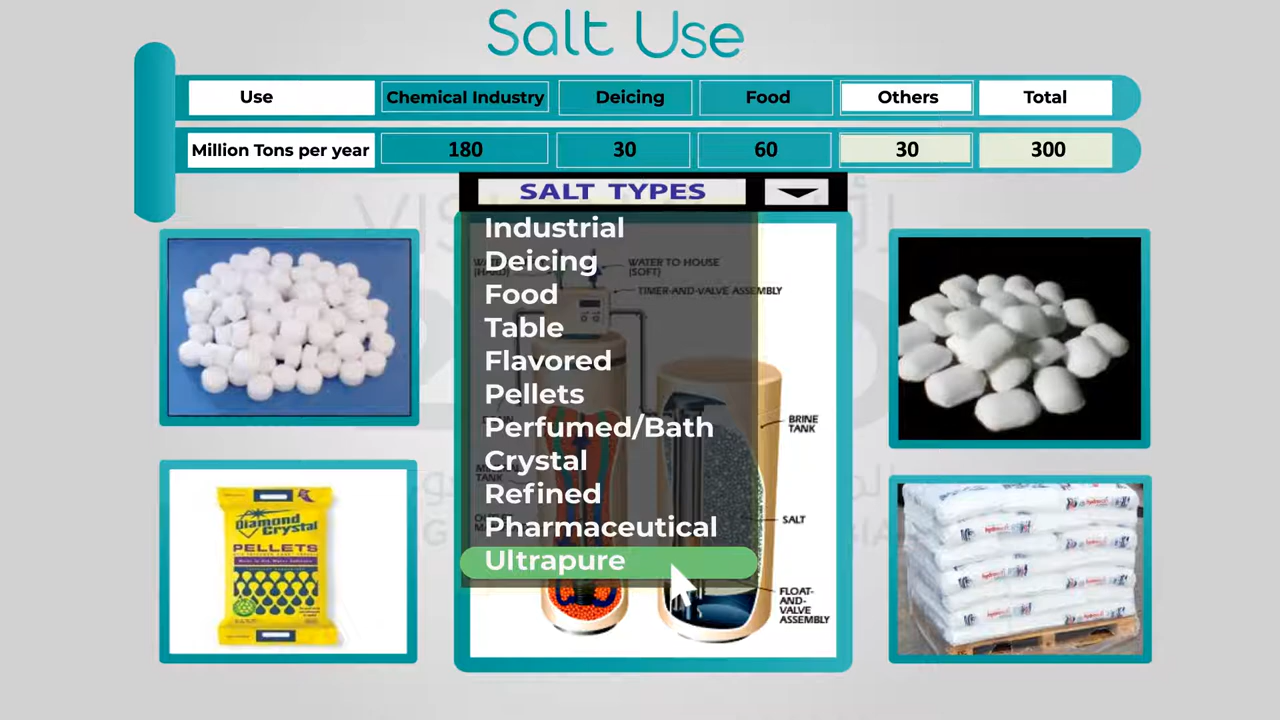 Salt Use
Use Chemical Industry Deicing Food Others Total
Million Tons per year 180 30 60 30 300
SALT TYPES
Industrial
Deicing
Food
Table
Flavored
Pellets
Perfumed/Bath
Crystal
Refined
Pharmaceutical
Ultrapure
WATER TO HOUSE
(SOFT)
TIMER-AND-VALVE ASSEMBLY
BRINE
TANK
SALT
FLOAT-
AND-
VALVE
ASSEMBLY
Diamond
Crystal
PELLETS